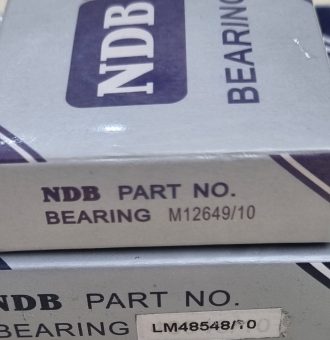 NDB
BEARING
NDB PART NO.
BEARING M12649/10
NDB PART NO.
BEARING LM48548/10